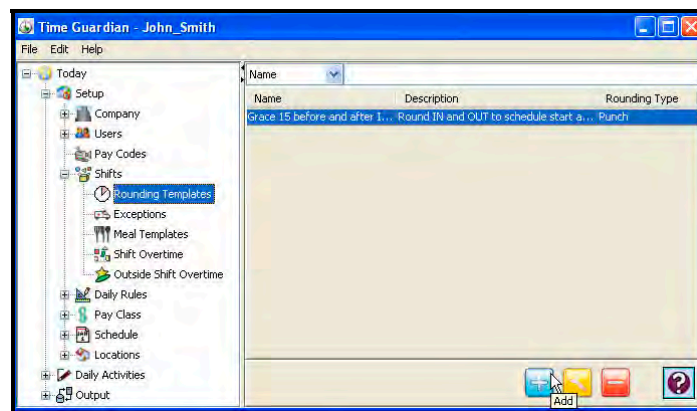 Time Guardian - John_Smith
File Edit Help
Today
Setup
Company
Users
Pay Codes
Shifts
Rounding Templates
Exceptions
Meal Templates
Shift Overtime
Outside Shift Overtime
Daily Rules
Pay Class
Schedule
Locations
Daily Activities
Output
Name
Name Description Rounding Type
Grace 15 before and after I... Round IN and OUT to schedule start a... Punch
Add